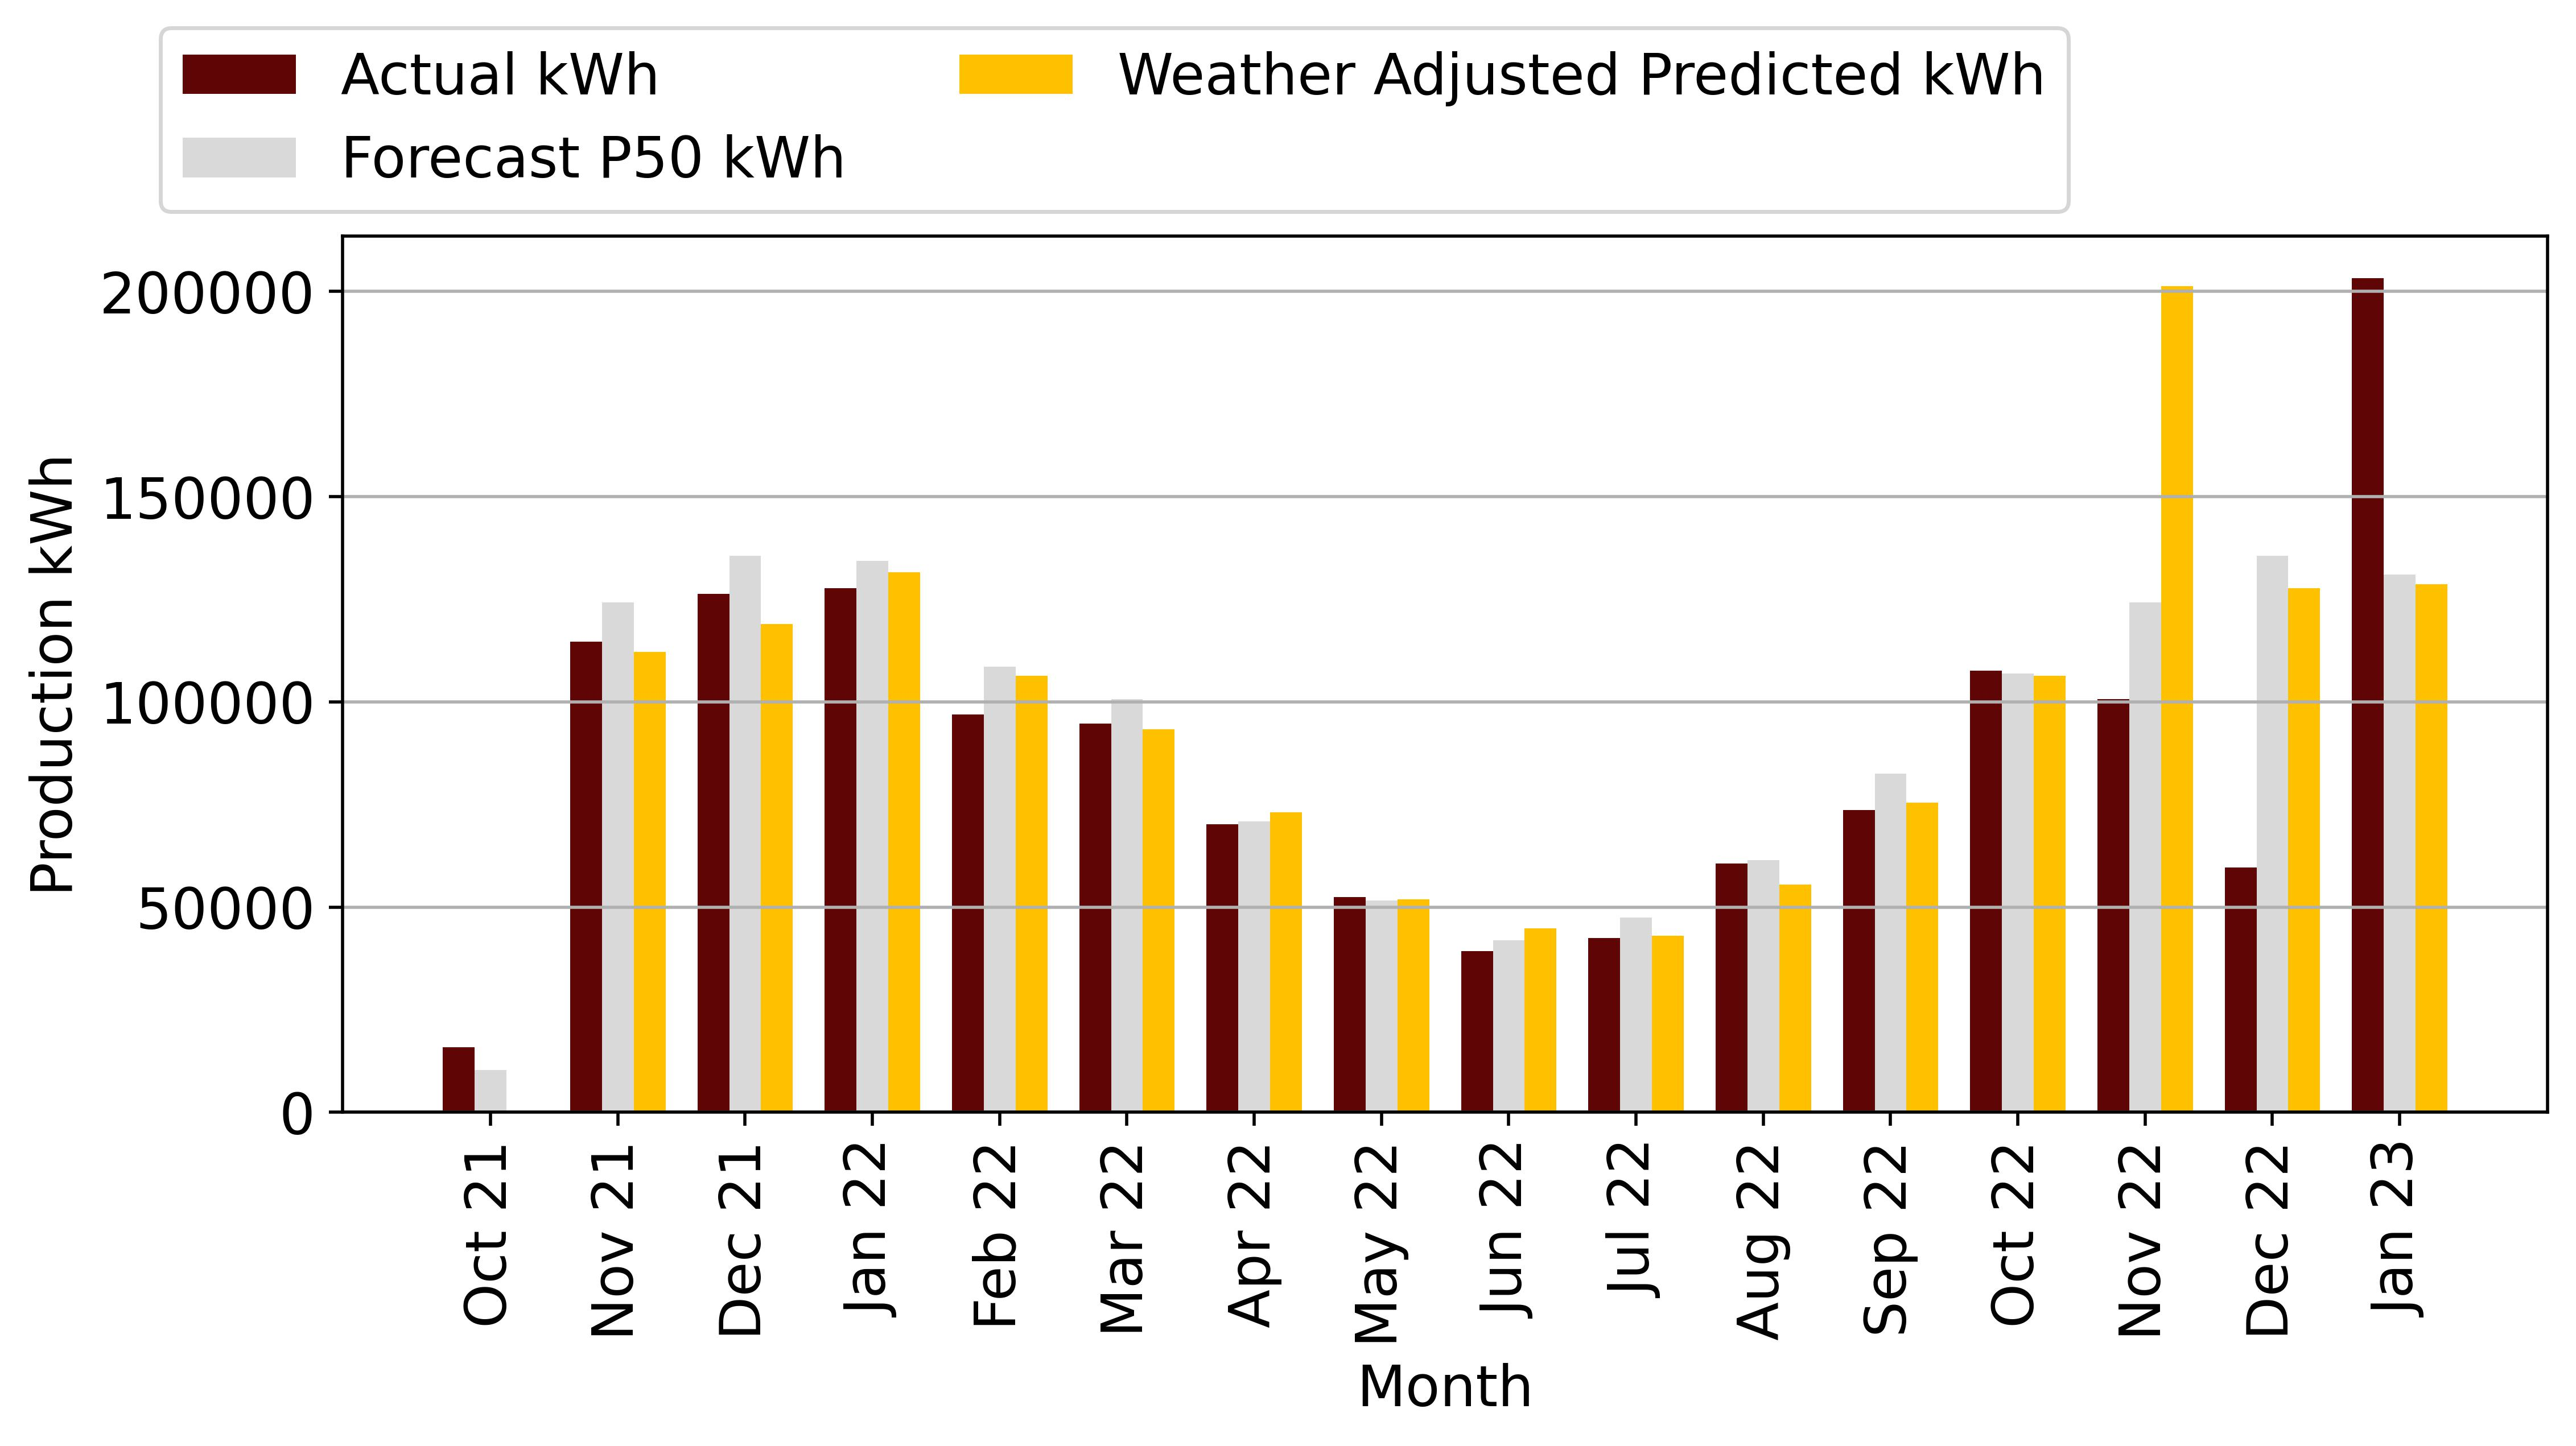 Actual kWh
Forecast P50 kWh
Weather Adjusted Predicted kWh
Production kWh
200000
150000
100000
50000
0
Oct 21
Nov 21
Dec 21
Jan 22
Feb 22
Mar 22
Apr 22
May 22
Jun 22
Jul 22
Aug 22
Sep 22
Oct 22
Nov 22
Dec 22
Jan 23
Month